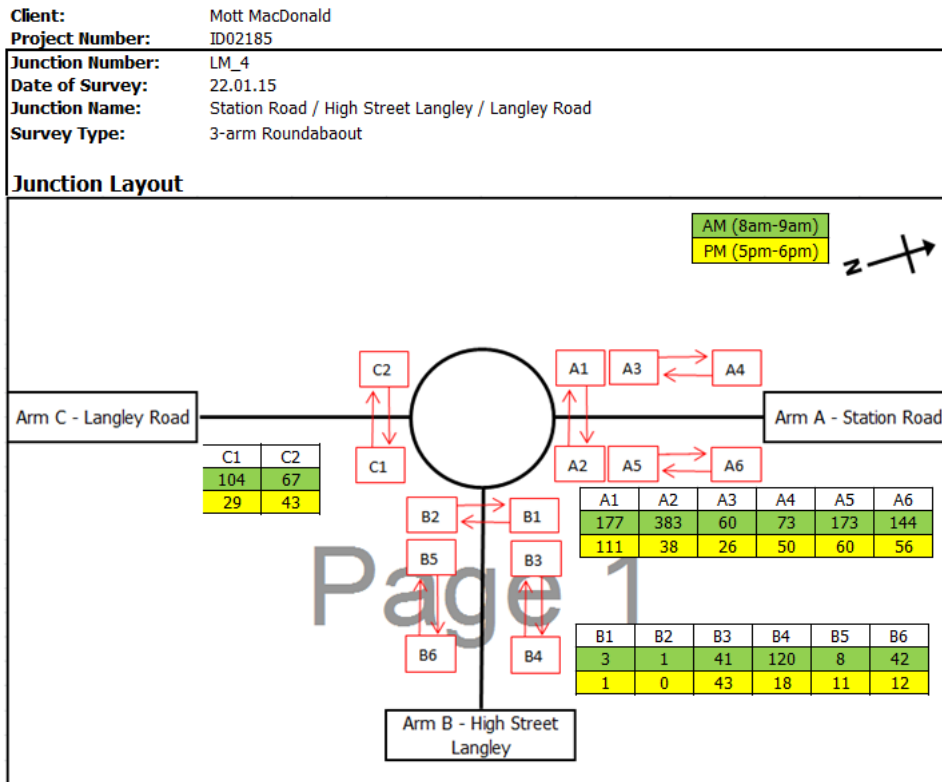 Client: Mott MacDonald
Project Number: ID02185
Junction Number: LM_4
Date of Survey: 22.01.15
Junction Name: Station Road / High Street Langley / Langley Road
Survey Type: 3-arm Roundabaout
Junction Layout
AM (8am-9am)
PM (5pm-6pm)
N
C2 A1 A3 A4
Arm C - Langley Road Arm A - Station Road
C1 A2 A5 A6
C1 C2
104 67
29 43
A1 A2 A3 A4 A5 A6
177 383 60 73 173 144
111 38 26 50 60 56
B2 B1
B5 B3
Page 1
B6 B4
B1 B2 B3 B4 B5 B6
3 1 41 120 8 42
1 0 43 18 11 12
Arm B - High Street
Langley